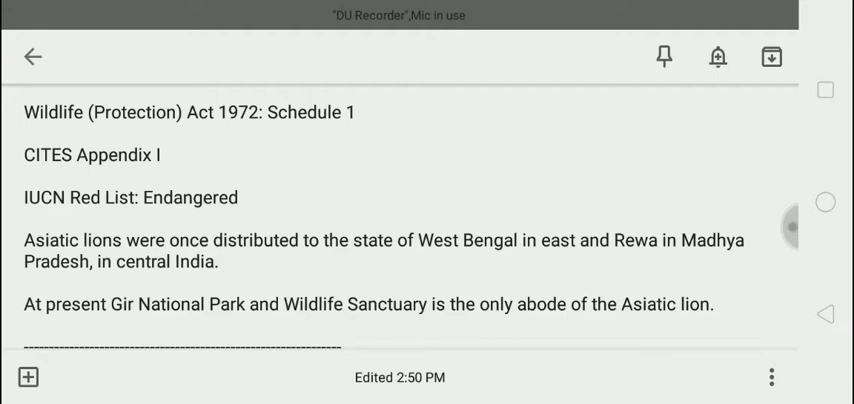 "DU Recorder",Mic in use
Wildlife (Protection) Act 1972: Schedule 1
CITES Appendix I
IUCN Red List: Endangered
Asiatic lions were once distributed to the state of West Bengal in east and Rewa in Madhya
Pradesh, in central India.
At present Gir National Park and Wildlife Sanctuary is the only abode of the Asiatic lion.
--------------------------------------------------------------
Edited 2:50 PM